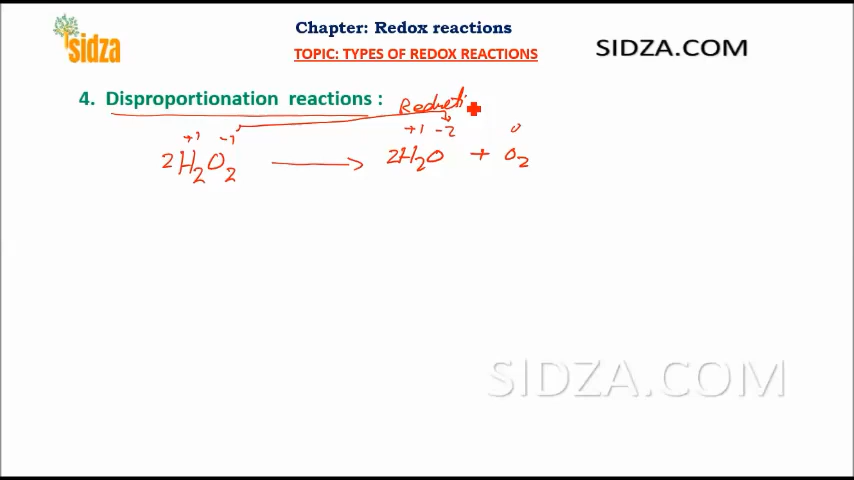 Chapter: Redox reactions
sidza
SIDZA.COM
TOPIC: TYPES OF REDOX REACTIONS
4. Disproportionation reactions : Reducti
+1 -1 +1 -2 0
2H₂O₂ → 2H₂O + O₂
SIDZA.COM